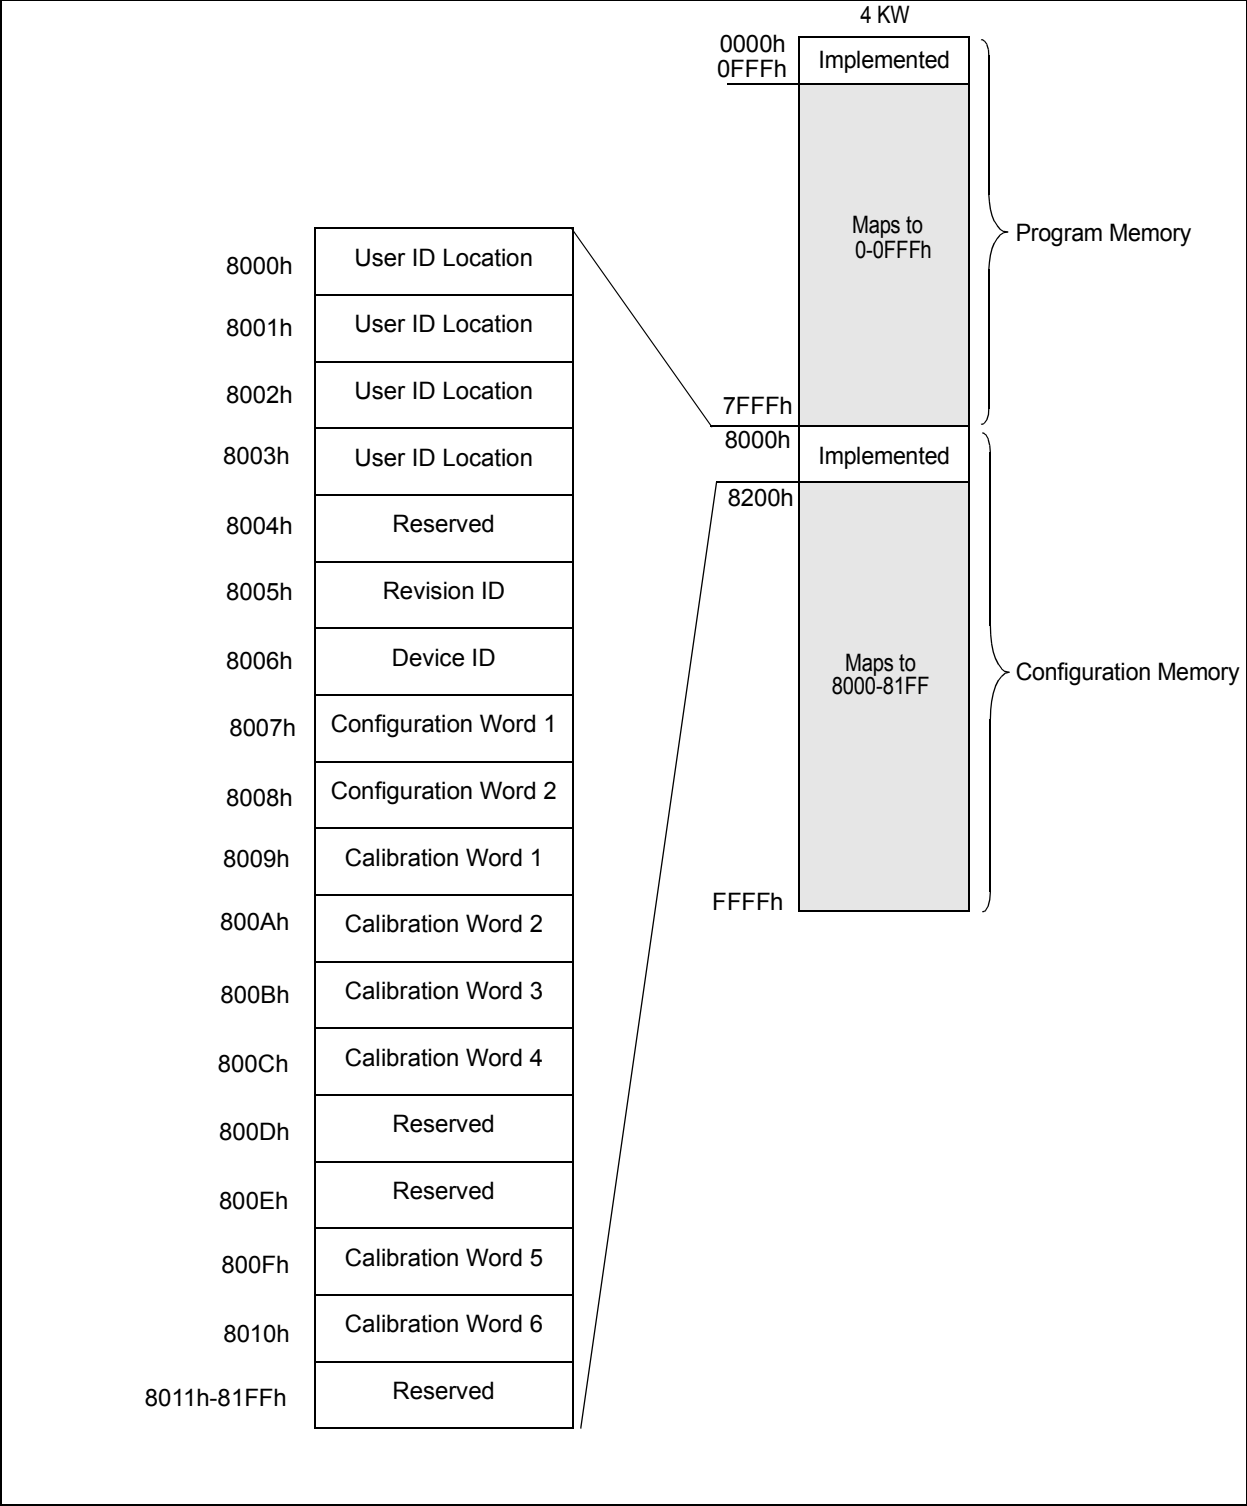 4 KW
0000h
0FFFh
Implemented
Maps to
0-0FFFh
Program Memory
7FFFh
8000h
Implemented
8200h
Maps to
8000-81FF
Configuration Memory
FFFFh
8000h User ID Location
8001h User ID Location
8002h User ID Location
8003h User ID Location
8004h Reserved
8005h Revision ID
8006h Device ID
8007h Configuration Word 1
8008h Configuration Word 2
8009h Calibration Word 1
800Ah Calibration Word 2
800Bh Calibration Word 3
800Ch Calibration Word 4
800Dh Reserved
800Eh Reserved
800Fh Calibration Word 5
8010h Calibration Word 6
8011h-81FFh Reserved